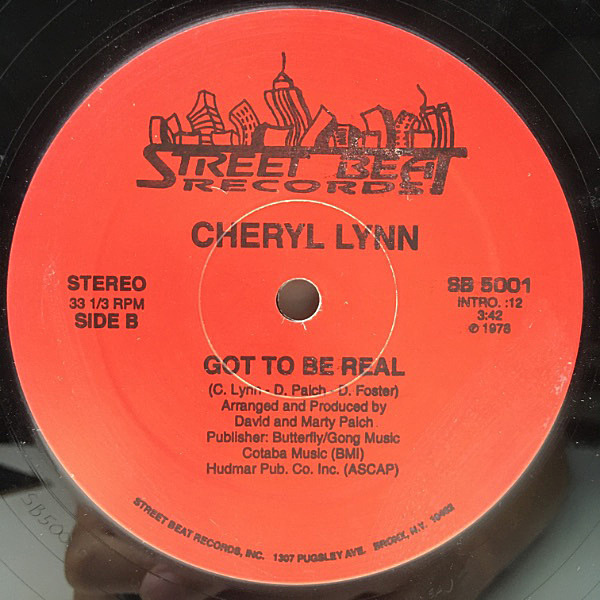 STREET BEAT
RECORDS
CHERYL LYNN
STEREO
33 1/3 RPM
SIDE B
SB 5001
INTRO. :12
3:42
℗ 1978
GOT TO BE REAL
(C. Lynn - D. Paich - D. Foster)
Arranged and Produced by
David and Marty Paich
Publisher: Butterfly/Gong Music
Cotaba Music (BMI)
Hudmar Pub. Co. Inc. (ASCAP)
STREET BEAT RECORDS, INC. 1307 PUGSLEY AVE. BRONX, N.Y. 10462